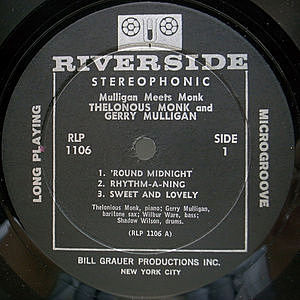 RIVERSIDE
STEREOPHONIC
Mulligan Meets Monk
THELONOUS MONK and
GERRY MULLIGAN
RLP
1106
SIDE
1
LONG PLAYING
MICROGROOVE
1. 'ROUND MIDNIGHT
2. RHYTHM-A-NING
3. SWEET AND LOVELY
Thelonious Monk, piano; Gerry Mulligan,
baritone sax; Wilbur Ware, bass;
Shadow Wilson, drums.
(RLP 1106 A)
BILL GRAUER PRODUCTIONS INC.
NEW YORK CITY